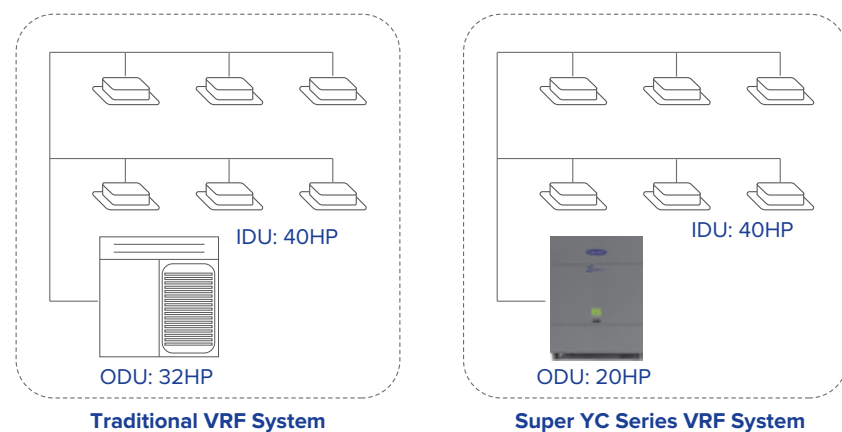 IDU: 40HP
IDU: 40HP
ODU: 32HP
ODU: 20HP
Traditional VRF System
Super YC Series VRF System